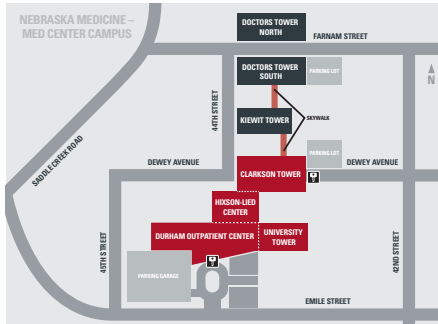 NEBRASKA MEDICINE –
MED CENTER CAMPUS
DOCTORS TOWER
NORTH
FARNAM STREET
DOCTORS TOWER
SOUTH
PARKING LOT
N
44TH STREET
KIEWIT TOWER
SKYWALK
SADDLE CREEK ROAD
PARKING LOT
DEWEY AVENUE
DEWEY AVENUE
CLARKSON TOWER
HIXSON-LIED
CENTER
DURHAM OUTPATIENT CENTER
UNIVERSITY
TOWER
45TH STREET
42ND STREET
PARKING GARAGE
EMILE STREET